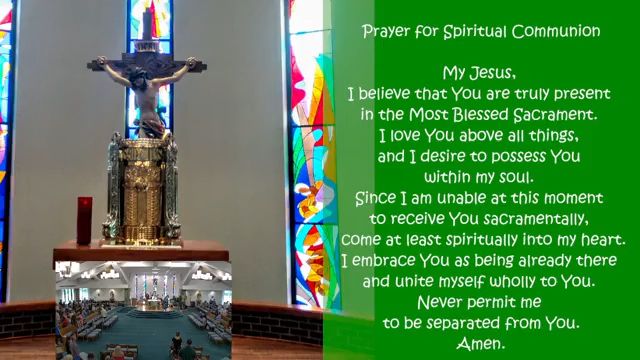 Prayer for Spiritual Communion
My Jesus,
I believe that You are truly present
in the Most Blessed Sacrament.
I love You above all things,
and I desire to possess You
within my soul.
Since I am unable at this moment
to receive You sacramentally,
come at least spiritually into my heart.
I embrace You as being already there
and unite myself wholly to You.
Never permit me
to be separated from You.
Amen.